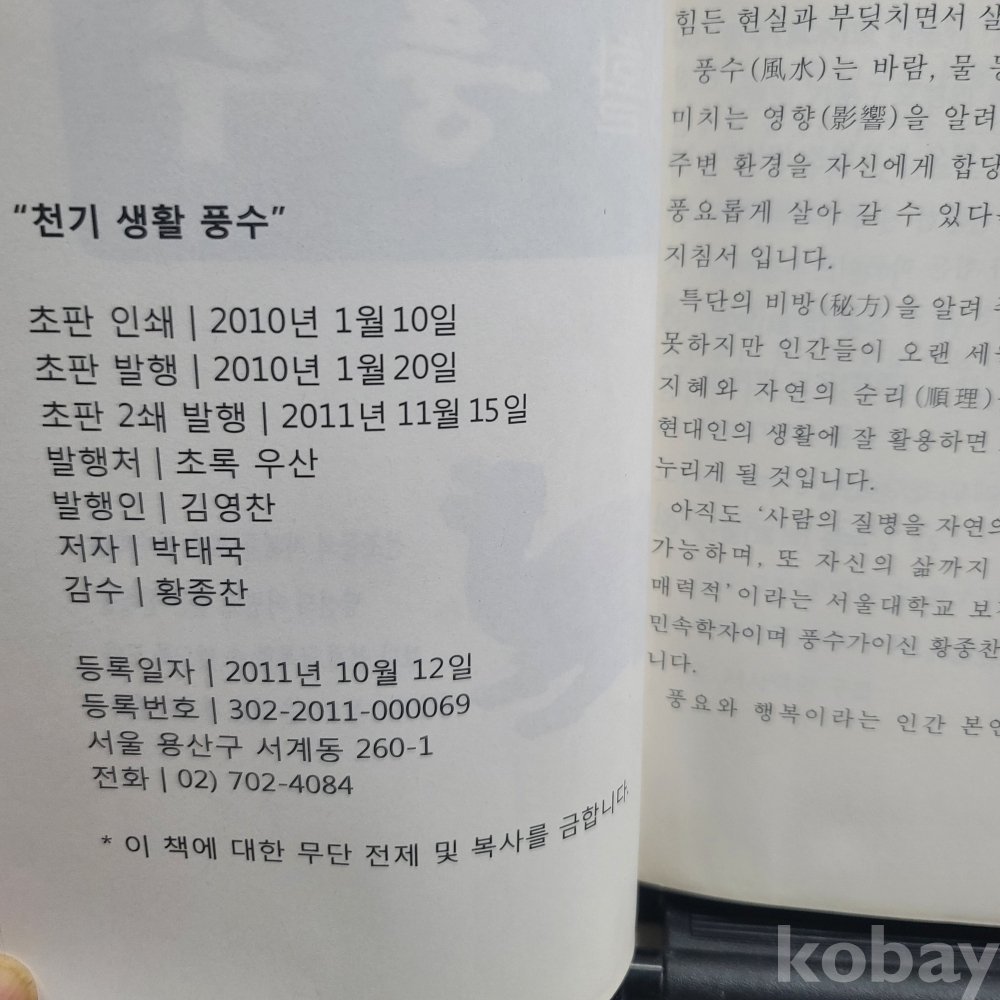 “천기 생활 풍수”
초판 인쇄 | 2010년 1월 10일
초판 발행 | 2010년 1월 20일
초판 2쇄 발행 | 2011년 11월 15일
발행처 | 초록 우산
발행인 | 김영찬
저자 | 박태국
감수 | 황종찬
등록일자 | 2011년 10월 12일
등록번호 | 302-2011-000069
서울 용산구 서계동 260-1
전화 | 02) 702-4084
* 이 책에 대한 무단 전제 및 복사를 금합니다.
힘든 현실과 부딪치면서 살
풍수(風水)는 바람, 물 등
미치는 영향(影響)을 알려
주변 환경을 자신에게 합당
풍요롭게 살아 갈 수 있다
지침서 입니다.
특단의 비방(秘方)을 알려
못하지만 인간들이 오랜
지혜와 자연의 순리(順理)
현대인의 생활에 잘 활용하면
누리게 될 것입니다.
아직도 ‘사람의 질병을 자연의
가능하며, 또 자신의 삶까지
매력적’이라는 서울대학교
민속학자이며 풍수가이신 황종찬
니다.
풍요와 행복이라는 인간
kobay